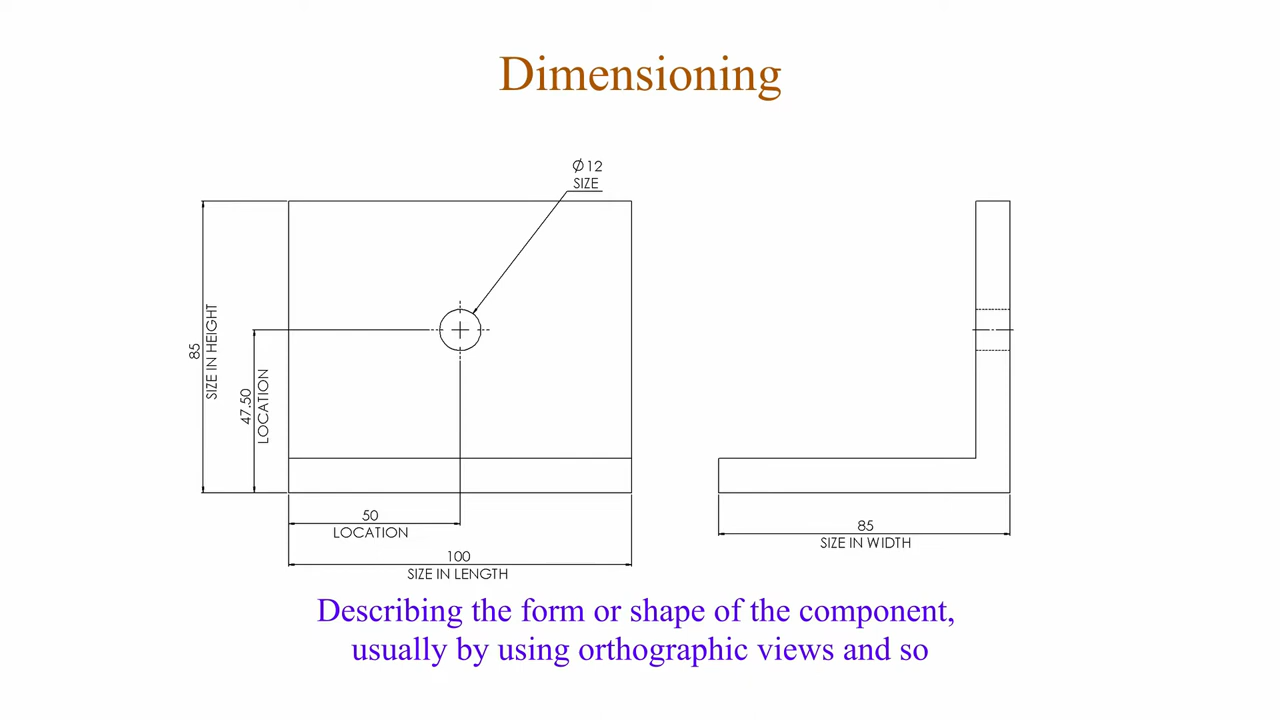 Dimensioning
Ø12
SIZE
85
SIZE IN HEIGHT
47.50
LOCATION
50
LOCATION
100
SIZE IN LENGTH
85
SIZE IN WIDTH
Describing the form or shape of the component,
usually by using orthographic views and so